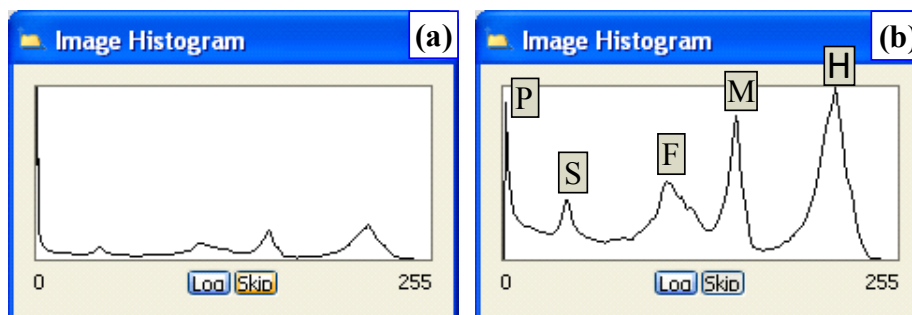 Image Histogram
(a)
0
Log
Skip
255
Image Histogram
(b)
P
S
F
M
H
0
Log
Skip
255